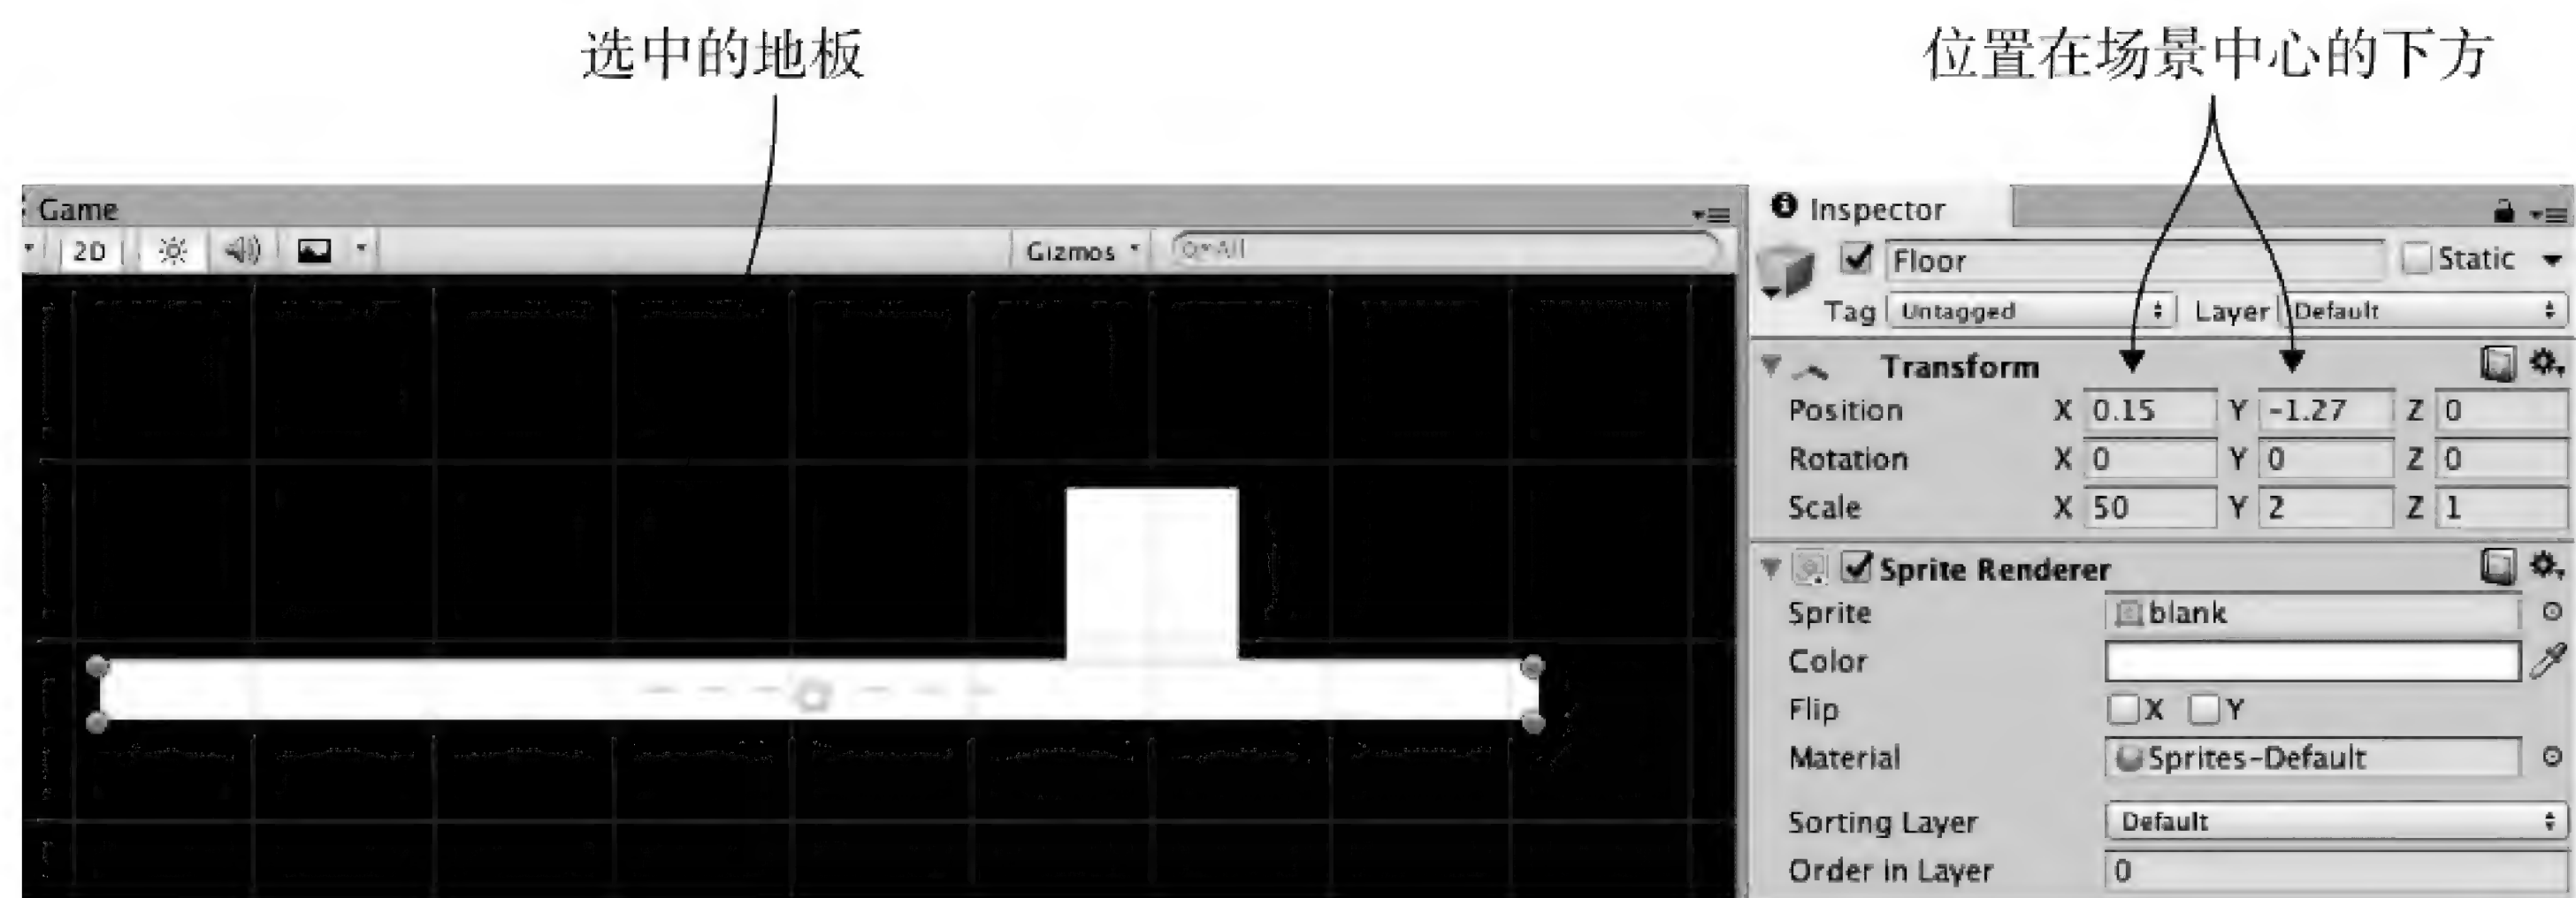 选中的地板
位置在场景中心的下方
Game
2D
Gizmos
All
Inspector
Floor
Static
Tag Untagged Layer Default
Transform
Position X 0.15 Y -1.27 Z 0
Rotation X 0 Y 0 Z 0
Scale X 50 Y 2 Z 1
Sprite Renderer
Sprite blank
Color
Flip X Y
Material Sprites-Default
Sorting Layer Default
Order in Layer 0